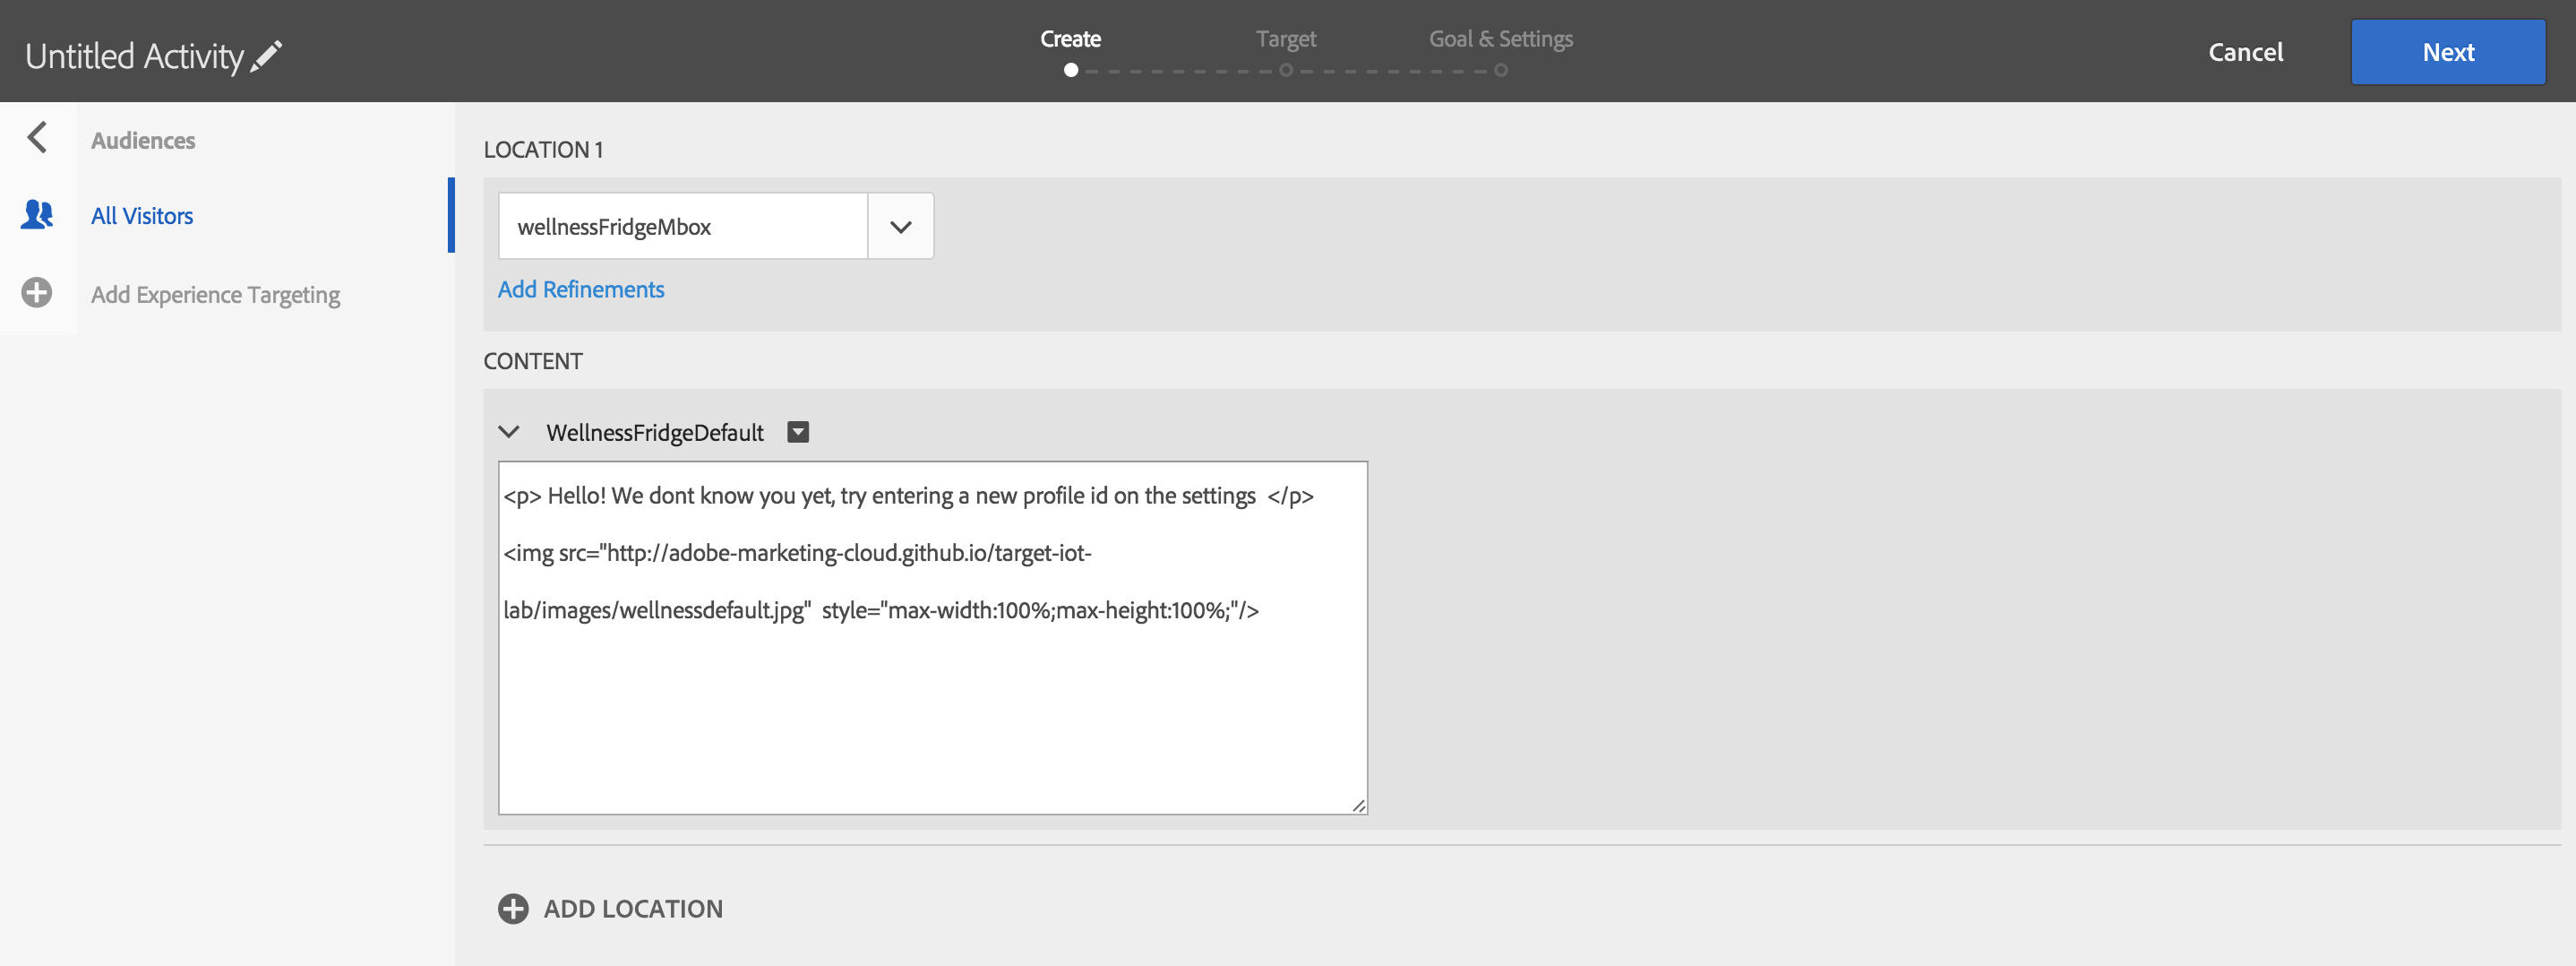 Untitled Activity
Create
Target
Goal & Settings
Cancel
Next
Audiences
All Visitors
Add Experience Targeting
LOCATION 1
wellnessFridgeMbox
Add Refinements
CONTENT
WellnessFridgeDefault
<p> Hello! We dont know you yet, try entering a new profile id on the settings  </p>
<img src="http://adobe-marketing-cloud.github.io/target-iot-
lab/images/wellnessdefault.jpg"  style="max-width:100%;max-height:100%;"/>
ADD LOCATION